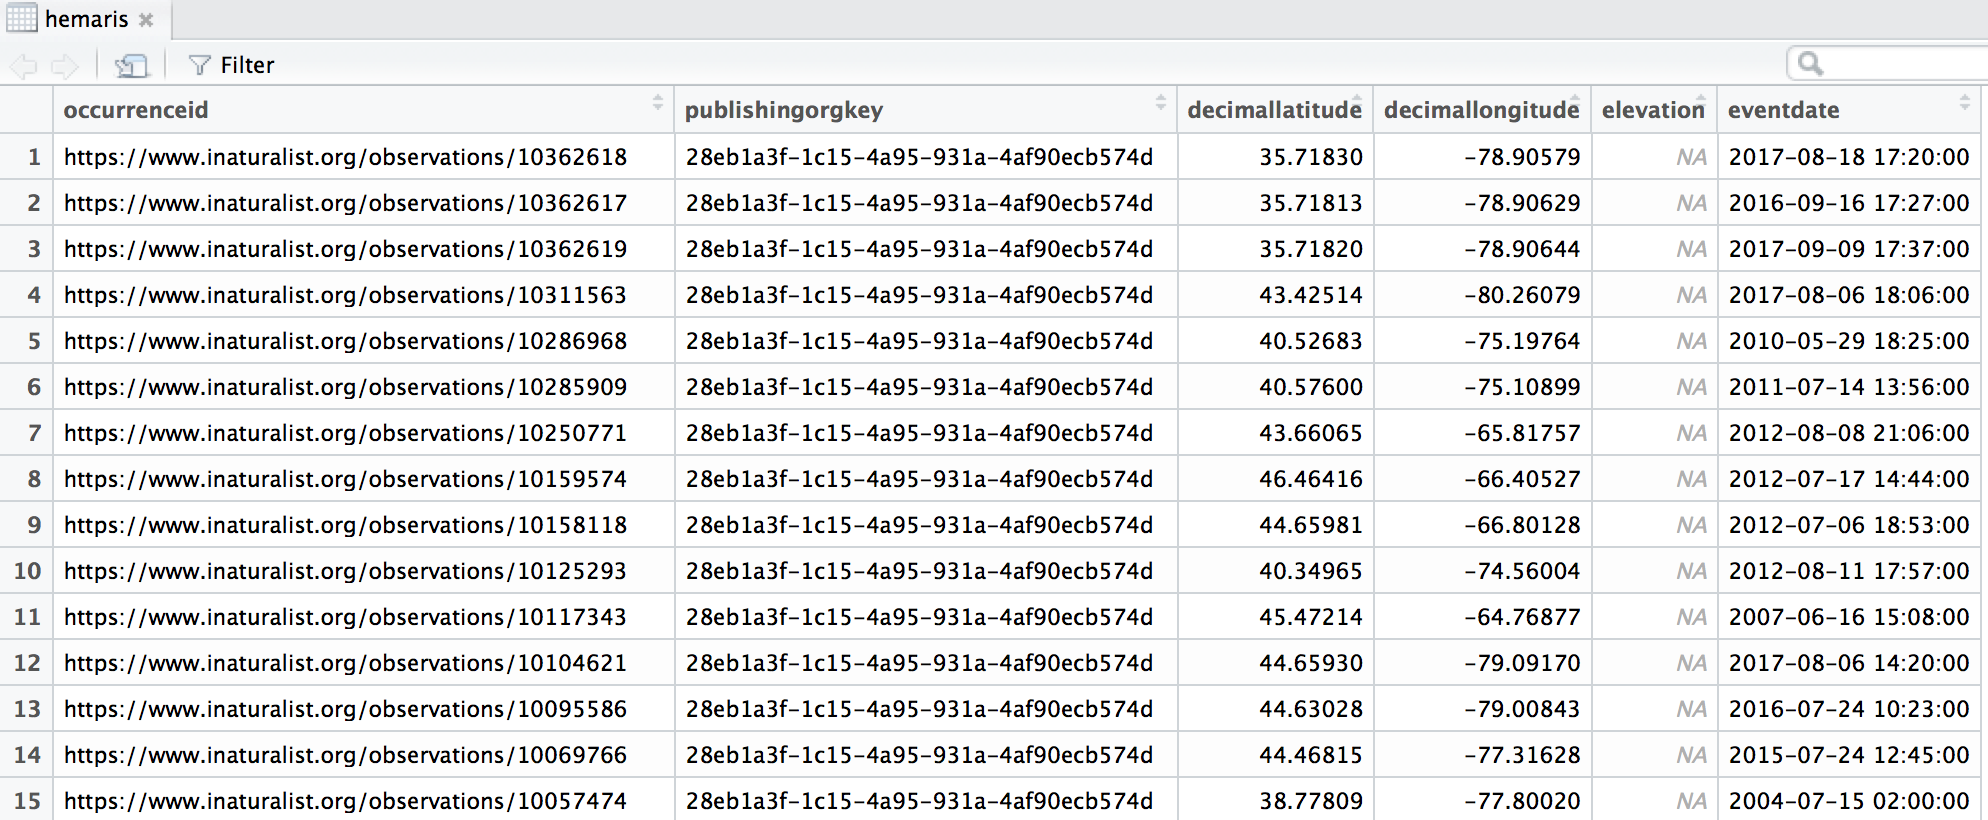 hemaris
Filter
occurrenceid publishingorgkey decimallatitude decimallongitude elevation eventdate
1 https://www.inaturalist.org/observations/10362618 28eb1a3f-1c15-4a95-931a-4af90ecb574d 35.71830 -78.90579 NA 2017-08-18 17:20:00
2 https://www.inaturalist.org/observations/10362617 28eb1a3f-1c15-4a95-931a-4af90ecb574d 35.71813 -78.90629 NA 2016-09-16 17:27:00
3 https://www.inaturalist.org/observations/10362619 28eb1a3f-1c15-4a95-931a-4af90ecb574d 35.71820 -78.90644 NA 2017-09-09 17:37:00
4 https://www.inaturalist.org/observations/10311563 28eb1a3f-1c15-4a95-931a-4af90ecb574d 43.42514 -80.26079 NA 2017-08-06 18:06:00
5 https://www.inaturalist.org/observations/10286968 28eb1a3f-1c15-4a95-931a-4af90ecb574d 40.52683 -75.19764 NA 2010-05-29 18:25:00
6 https://www.inaturalist.org/observations/10285909 28eb1a3f-1c15-4a95-931a-4af90ecb574d 40.57600 -75.10899 NA 2011-07-14 13:56:00
7 https://www.inaturalist.org/observations/10250771 28eb1a3f-1c15-4a95-931a-4af90ecb574d 43.66065 -65.81757 NA 2012-08-08 21:06:00
8 https://www.inaturalist.org/observations/10159574 28eb1a3f-1c15-4a95-931a-4af90ecb574d 46.46416 -66.40527 NA 2012-07-17 14:44:00
9 https://www.inaturalist.org/observations/10158118 28eb1a3f-1c15-4a95-931a-4af90ecb574d 44.65981 -66.80128 NA 2012-07-06 18:53:00
10 https://www.inaturalist.org/observations/10125293 28eb1a3f-1c15-4a95-931a-4af90ecb574d 40.34965 -74.56004 NA 2012-08-11 17:57:00
11 https://www.inaturalist.org/observations/10117343 28eb1a3f-1c15-4a95-931a-4af90ecb574d 45.47214 -64.76877 NA 2007-06-16 15:08:00
12 https://www.inaturalist.org/observations/10104621 28eb1a3f-1c15-4a95-931a-4af90ecb574d 44.65930 -79.09170 NA 2017-08-06 14:20:00
13 https://www.inaturalist.org/observations/10095586 28eb1a3f-1c15-4a95-931a-4af90ecb574d 44.63028 -79.00843 NA 2016-07-24 10:23:00
14 https://www.inaturalist.org/observations/10069766 28eb1a3f-1c15-4a95-931a-4af90ecb574d 44.46815 -77.31628 NA 2015-07-24 12:45:00
15 https://www.inaturalist.org/observations/10057474 28eb1a3f-1c15-4a95-931a-4af90ecb574d 38.77809 -77.80020 NA 2004-07-15 02:00:00